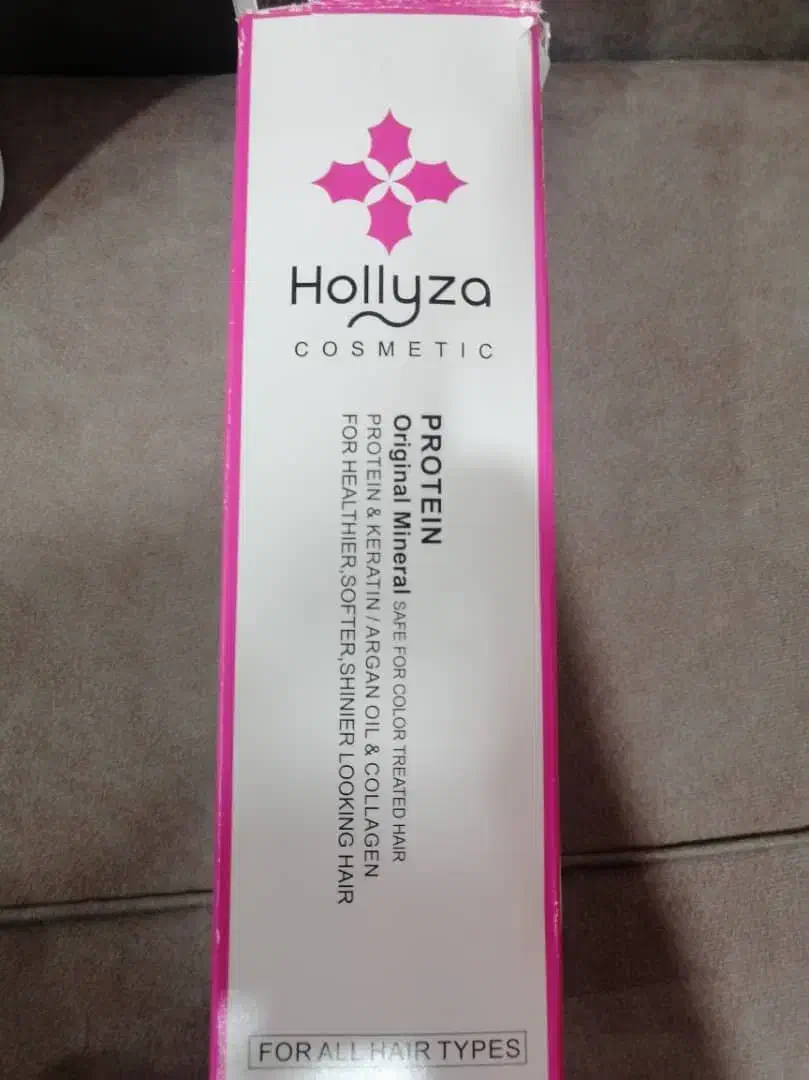 Hollyza
COSMETIC
PROTEIN
Original Mineral SAFE FOR COLOR TREATED HAIR
PROTEIN & KERATIN / ARGAN OIL & COLLAGEN
FOR HEALTHIER,SOFTER,SHINIER LOOKING HAIR
FOR ALL HAIR TYPES